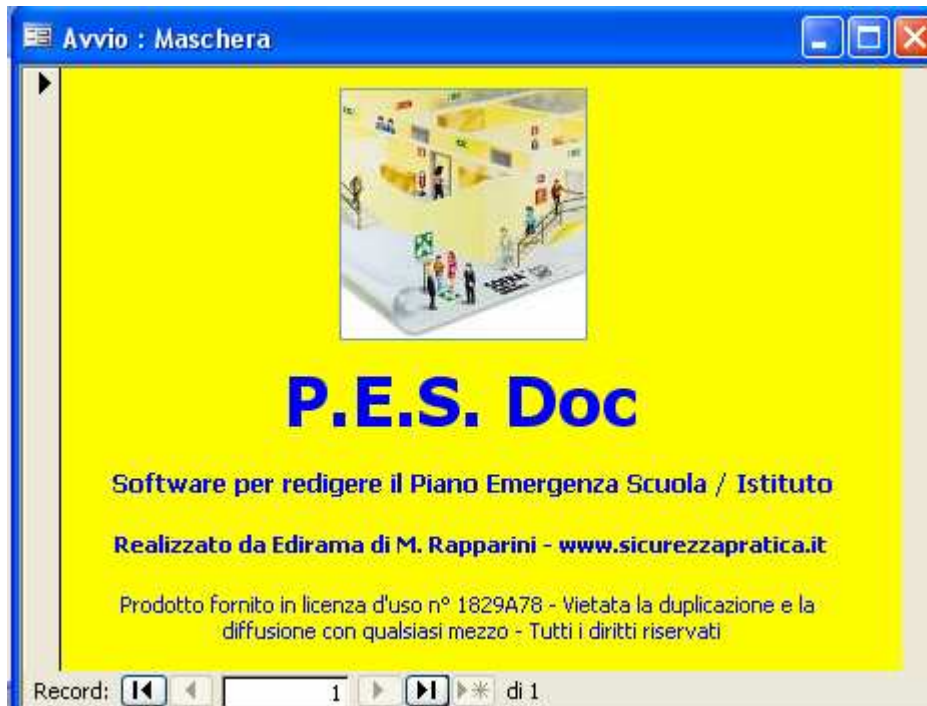 Avvio : Maschera
P.E.S. Doc
Software per redigere il Piano Emergenza Scuola / Istituto
Realizzato da Edirama di M. Rapparini - www.sicurezzapratica.it
Prodotto fornito in licenza d'uso n° 1829A78 - Vietata la duplicazione e la
diffusione con qualsiasi mezzo - Tutti i diritti riservati
Record: 1 di 1